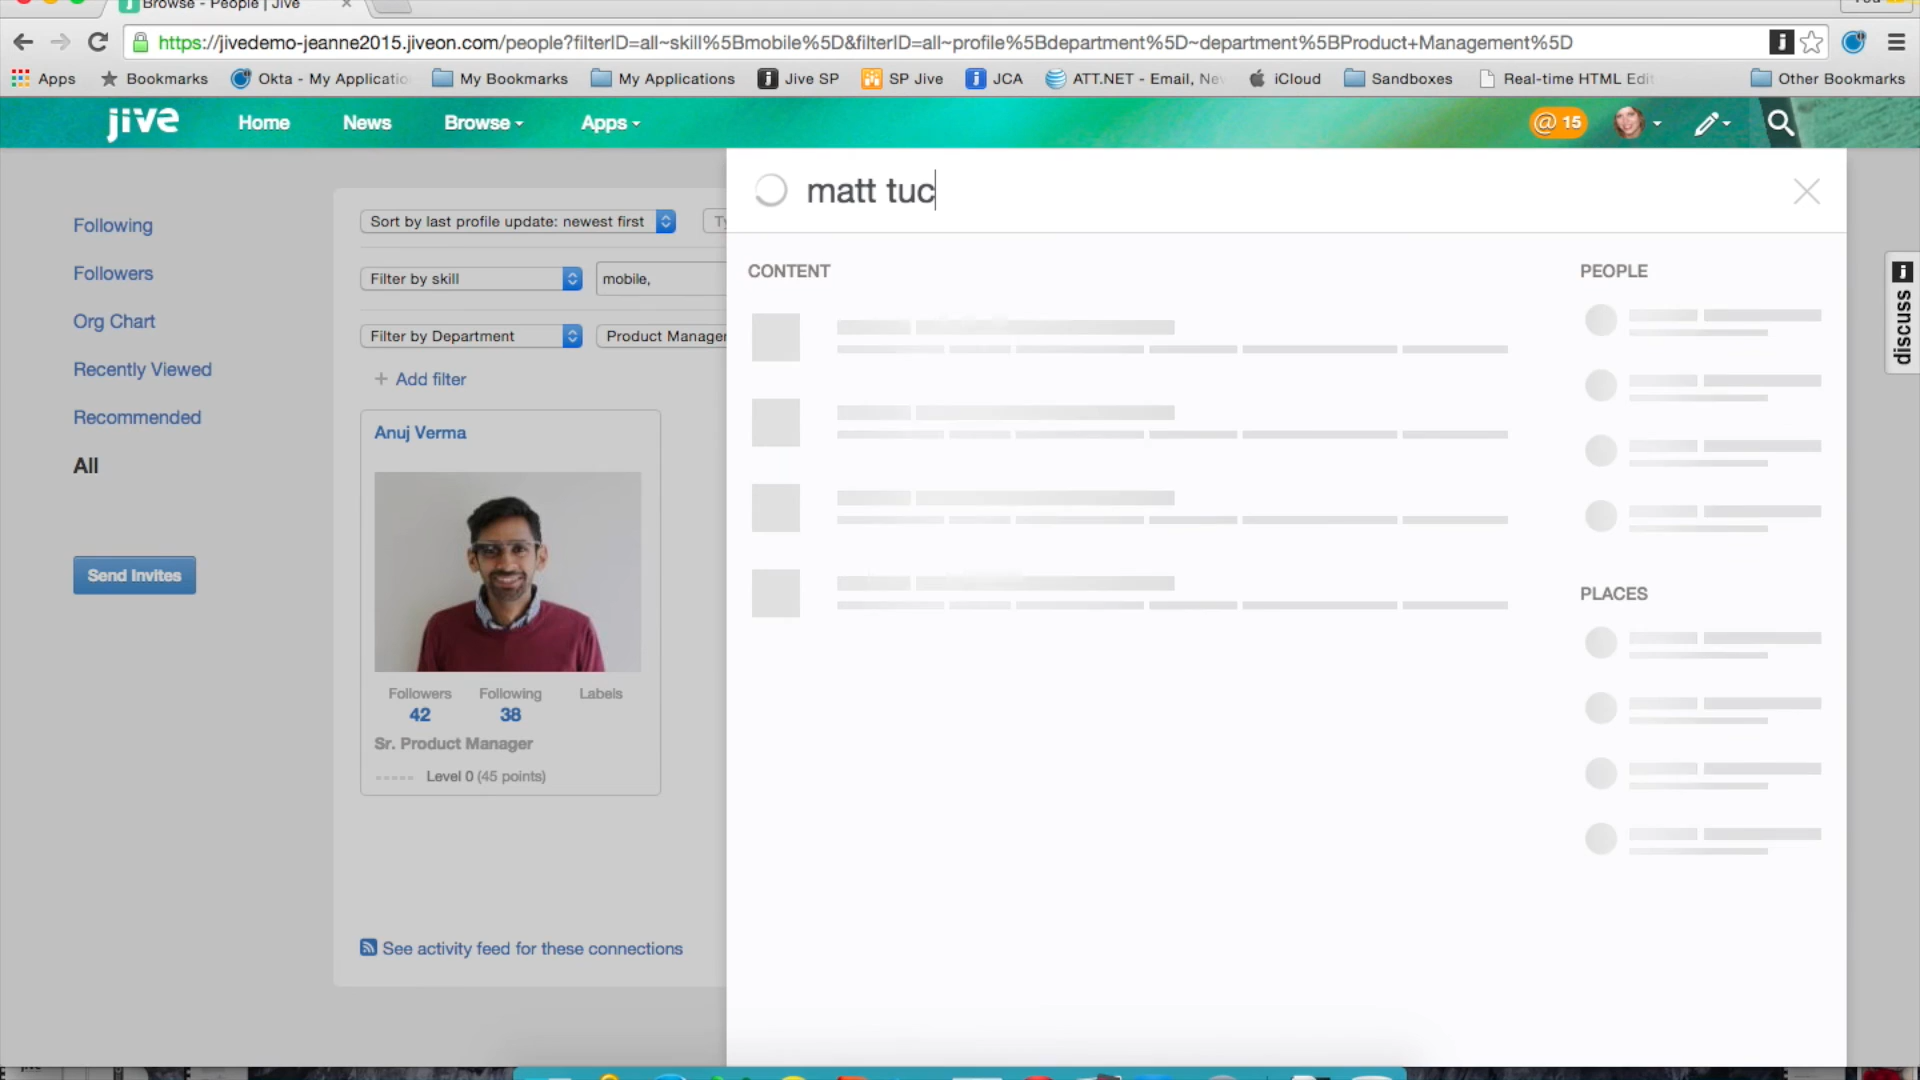 Browse - People | Jive
You
https://jivedemo-jeanne2015.jiveon.com/people?filterID=all~skill%5Bmobile%5D&filterID=all~profile%5Bdepartment%5D~department%5BProduct+Management%5D
Apps Bookmarks Okta - My Applicatio My Bookmarks My Applications Jive SP SP Jive JCA ATT.NET - Email, Ne iCloud Sandboxes Real-time HTML Edit Other Bookmarks
jive Home News Browse Apps @ 15
matt tuc
Following
Followers
Org Chart
Recently Viewed
Recommended
All
Send Invites
Sort by last profile update: newest first Ty
Filter by skill mobile,
Filter by Department Product Manager
+ Add filter
Anuj Verma
Followers Following Labels
42 38
Sr. Product Manager
Level 0 (45 points)
See activity feed for these connections
CONTENT
PEOPLE
PLACES
discuss